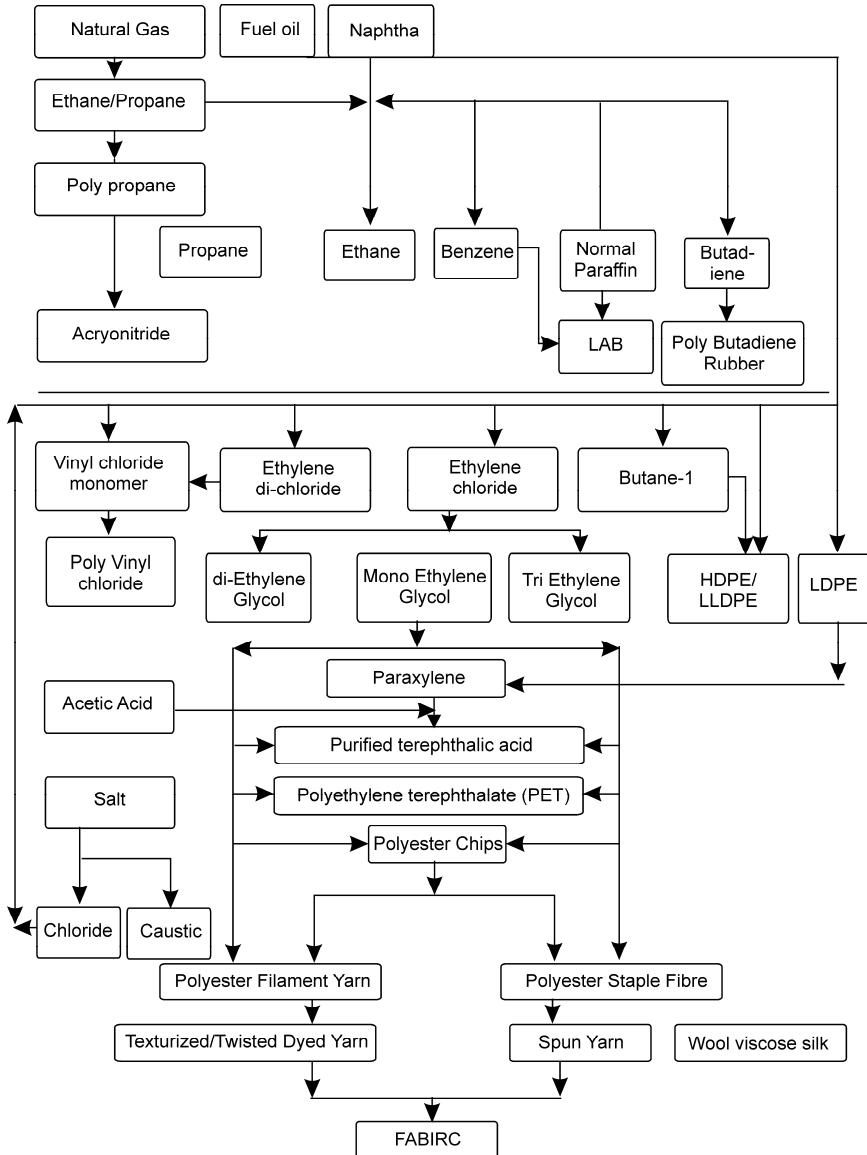 Natural Gas
Fuel oil
Naphtha
Ethane/Propane
Poly propane
Propane
Ethane
Benzene
Normal
Paraffin
Butad-
iene
Acryonitride
LAB
Poly Butadiene
Rubber
Vinyl chloride
monomer
Ethylene
di-chloride
Ethylene
chloride
Butane-1
Poly Vinyl
chloride
di-Ethylene
Glycol
Mono Ethylene
Glycol
Tri Ethylene
Glycol
HDPE/
LLDPE
LDPE
Paraxylene
Acetic Acid
Purified terephthalic acid
Polyethylene terephthalate (PET)
Salt
Polyester Chips
Chloride
Caustic
Polyester Filament Yarn
Polyester Staple Fibre
Texturized/Twisted Dyed Yarn
Spun Yarn
Wool viscose silk
FABIRC